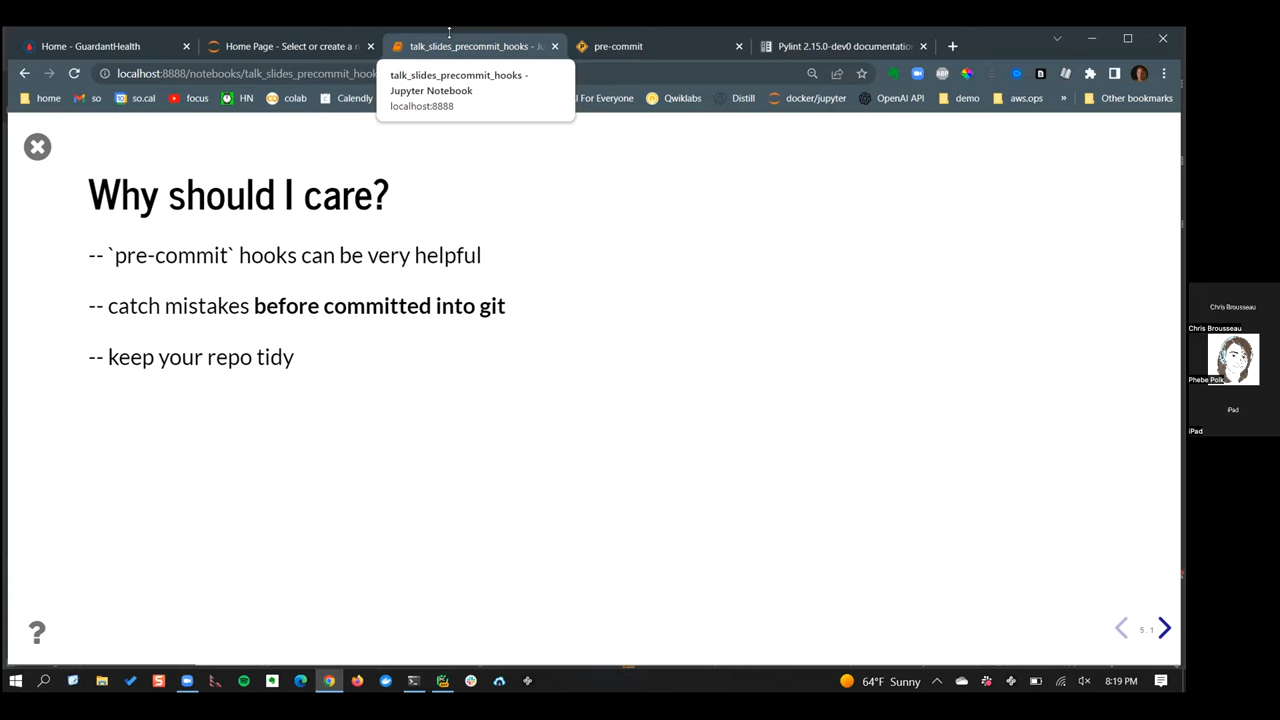 Home - GuardantHealth
Home Page - Select or create a n
talk_slides_precommit_hooks - Ju
pre-commit
Pylint 2.15.0-dev0 documentatio
localhost:8888/notebooks/talk_slides_precommit_hook
talk_slides_precommit_hooks -
Jupyter Notebook
localhost:8888
home
so
so.cal
focus
HN
colab
Calendly
I For Everyone
Qwiklabs
Distill
docker/jupyter
OpenAI API
demo
aws.ops
»
Other bookmarks
Why should I care?
-- `pre-commit` hooks can be very helpful
-- catch mistakes before committed into git
-- keep your repo tidy
?
5.1
Chris Brousseau
Chris Brousseau
Phebe Polk
iPad
iPad
64°F Sunny
8:19 PM